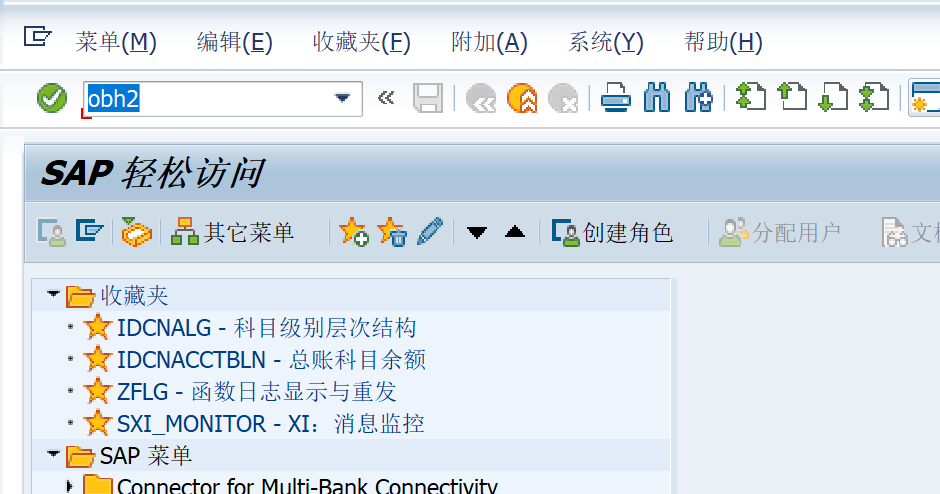 菜单(M) 编辑(E) 收藏夹(F) 附加(A) 系统(Y) 帮助(H)
obh2
SAP 轻松访问
其它菜单 创建角色 分配用户
收藏夹
IDCNALG - 科目级别层次结构
IDCNACCTBLN - 总账科目余额
ZFLG - 函数日志显示与重发
SXI_MONITOR - XI：消息监控
SAP 菜单
Connector for Multi-Bank Connectivity